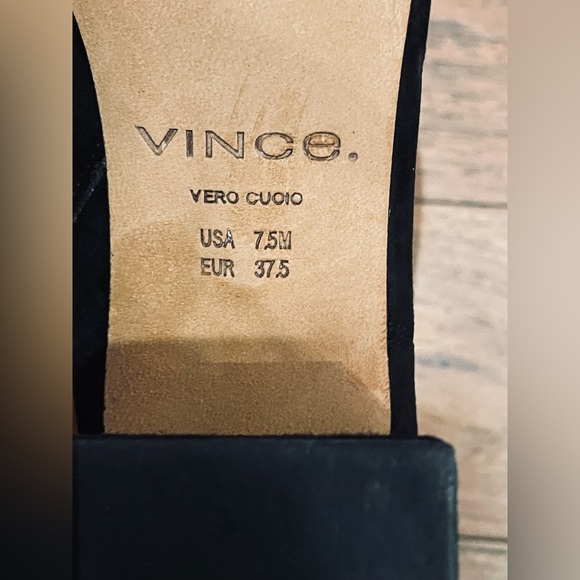 VINCe.
VERO CUOIO
USA 7.5M
EUR 37.5